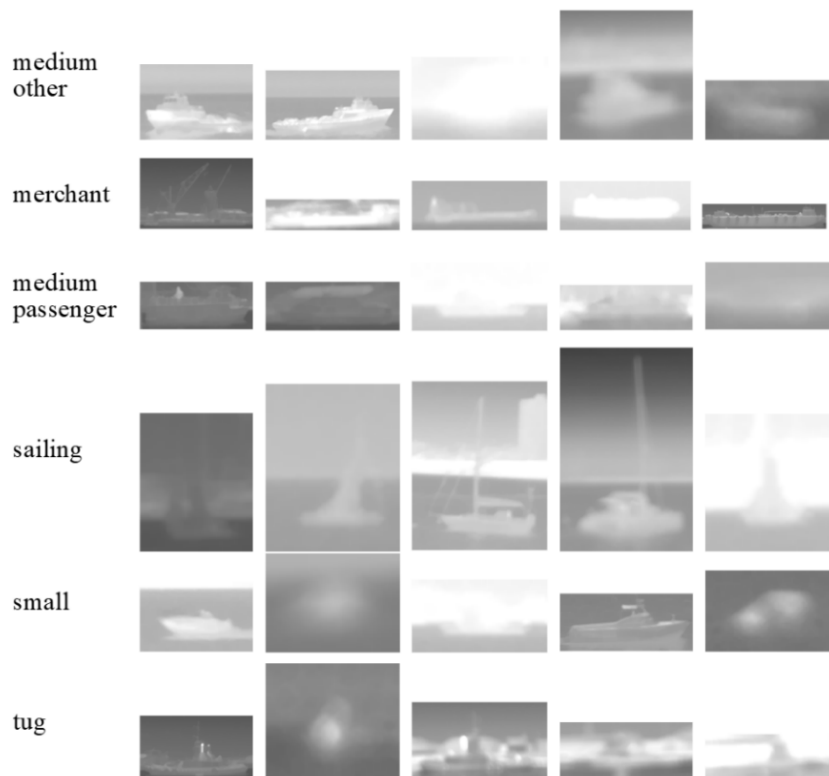 medium
other
merchant
medium
passenger
sailing
small
tug